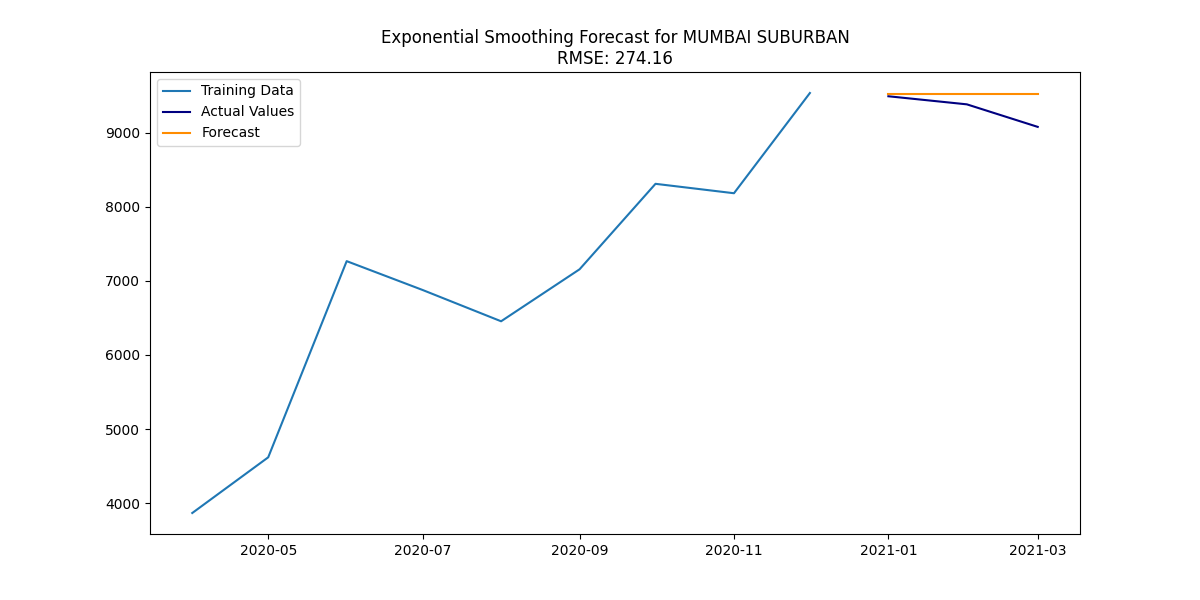 Exponential Smoothing Forecast for MUMBAI SUBURBAN
RMSE: 274.16
Training Data
Actual Values
Forecast
9000
8000
7000
6000
5000
4000
2020-05
2020-07
2020-09
2020-11
2021-01
2021-03